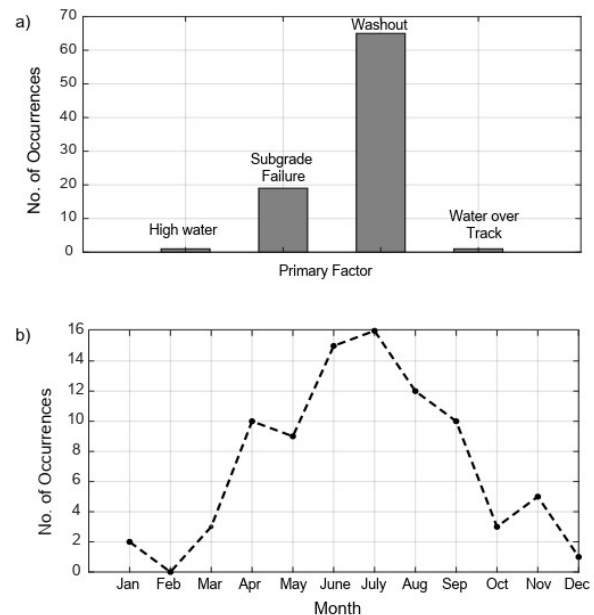 a)
70
60
50
40
30
20
10
0
No. of Occurrences
High water
Subgrade
Failure
Washout
Water over
Track
Primary Factor
b)
16
14
12
10
8
6
4
2
0
No. of Occurrences
Jan Feb Mar Apr May June July Aug Sep Oct Nov Dec
Month